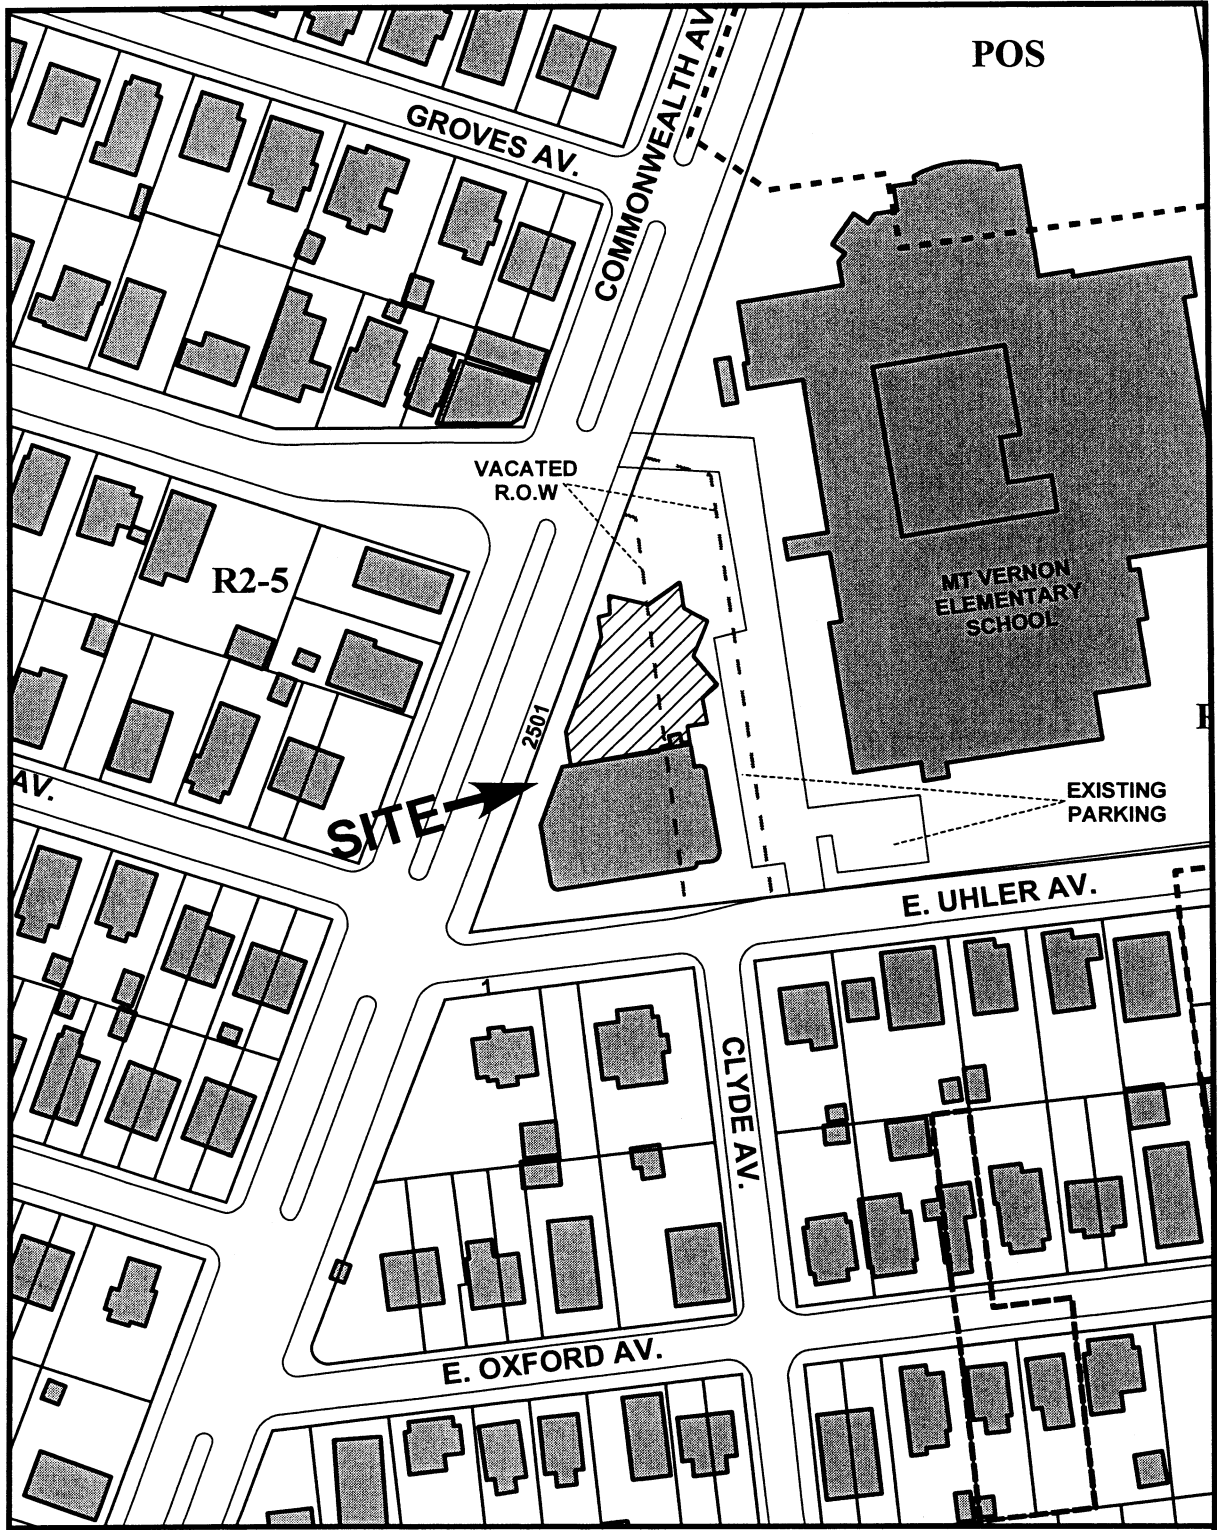 POS
GROVES AV.
COMMONWEALTH AV
VACATED
R.O.W
R2-5
MT VERNON
ELEMENTARY
SCHOOL
2501
SITE
AV.
EXISTING
PARKING
E. UHLER AV.
1
CLYDE AV.
E. OXFORD AV.